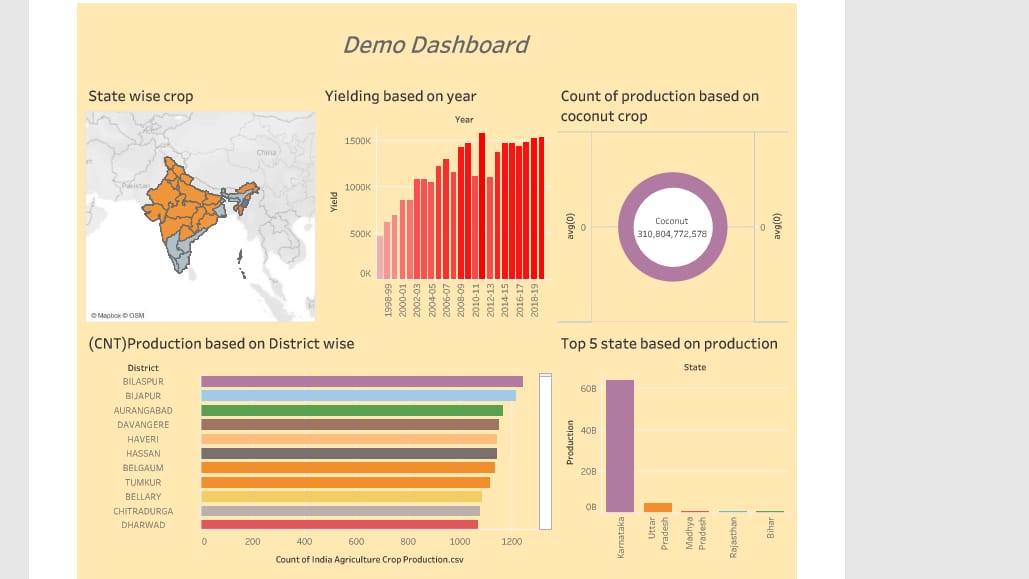 Demo Dashboard
State wise crop
China
Pakistan
© Mapbox © OSM
Yielding based on year
Year
Yield
1500K
1000K
500K
0K
1998-99
2000-01
2002-03
2004-05
2006-07
2008-09
2010-11
2012-13
2014-15
2016-17
2018-19
Count of production based on
coconut crop
avg(0)
0
Coconut
310,804,772,578
0
avg(0)
(CNT)Production based on District wise
District
BILASPUR
BIJAPUR
AURANGABAD
DAVANGERE
HAVERI
HASSAN
BELGAUM
TUMKUR
BELLARY
CHITRADURGA
DHARWAD
0 200 400 600 800 1000 1200
Count of India Agriculture Crop Production.csv
Top 5 state based on production
State
Production
60B
40B
20B
0B
Karnataka
Uttar
Pradesh
Madhya
Pradesh
Rajasthan
Bihar